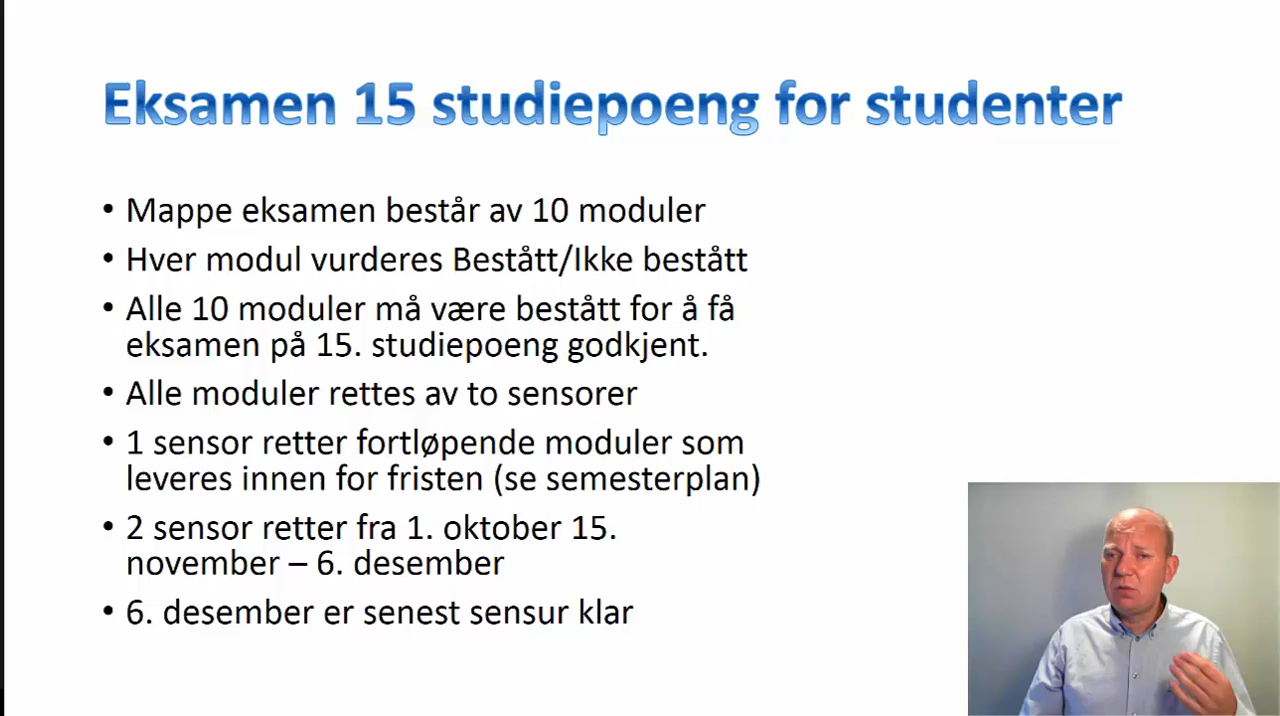 Eksamen 15 studiepoeng for studenter
• Mappe eksamen består av 10 moduler
• Hver modul vurderes Bestått/Ikke bestått
• Alle 10 moduler må være bestått for å få
eksamen på 15. studiepoeng godkjent.
• Alle moduler rettes av to sensorer
• 1 sensor retter fortløpende moduler som
leveres innen for fristen (se semesterplan)
• 2 sensor retter fra 1. oktober 15.
november – 6. desember
• 6. desember er senest sensur klar